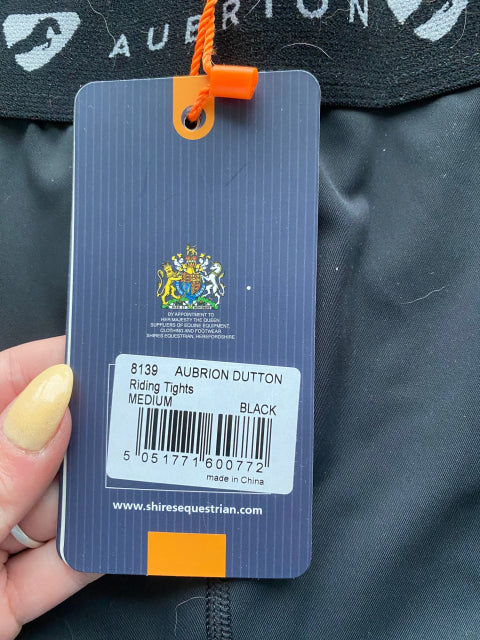 AUBRION
BY APPOINTMENT TO
HER MAJESTY THE QUEEN
SUPPLIERS OF EQUINE EQUIPMENT,
CLOTHING AND FOOTWEAR
SHIRES EQUESTRIAN, HEREFORDSHIRE
8139 AUBRION DUTTON
Riding Tights
MEDIUM BLACK
5 051771 600772
made in China
www.shiresequestrian.com